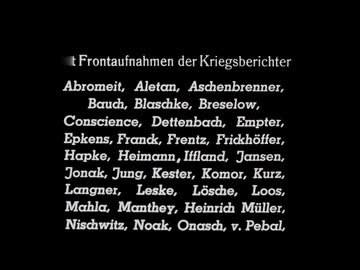 t Frontaufnahmen der Kriegsberichter
Abromeit, Aletan, Aschenbrenner,
Bauch, Blaschke, Breselow,
Conscience, Dettenbach, Empter,
Epkens, Franck, Frentz, Frickhöffer,
Hapke, Heimann, Iffland, Jansen,
Jonak, Jung, Kester, Komor, Kurz,
Langner, Leske, Lösche, Loos,
Mahla, Manthey, Heinrich Müller,
Nischwitz, Noak, Onasch, v. Pebal,